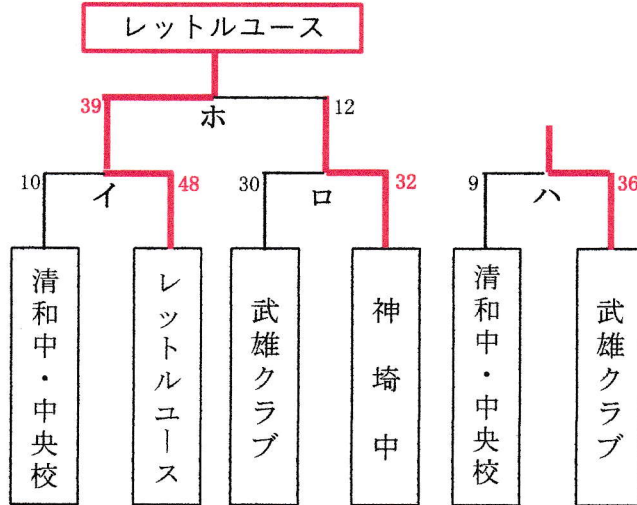 レットルユース
39
12
ホ
10
48
30
32
9
36
イ
ロ
ハ
清和中・中央校
レットルユース
武雄クラブ
神埼中
清和中・中央校
武雄クラブ